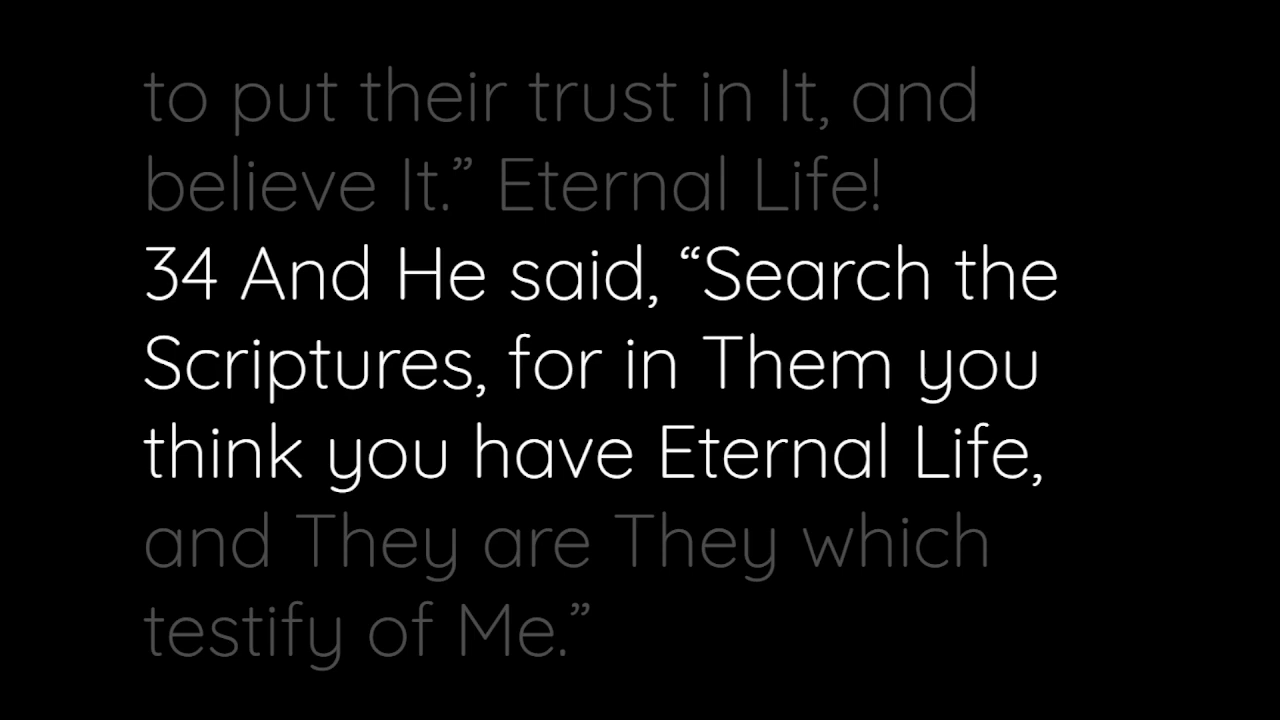 to put their trust in It, and
believe It.” Eternal Life!
34 And He said, “Search the
Scriptures, for in Them you
think you have Eternal Life,
and They are They which
testify of Me.”